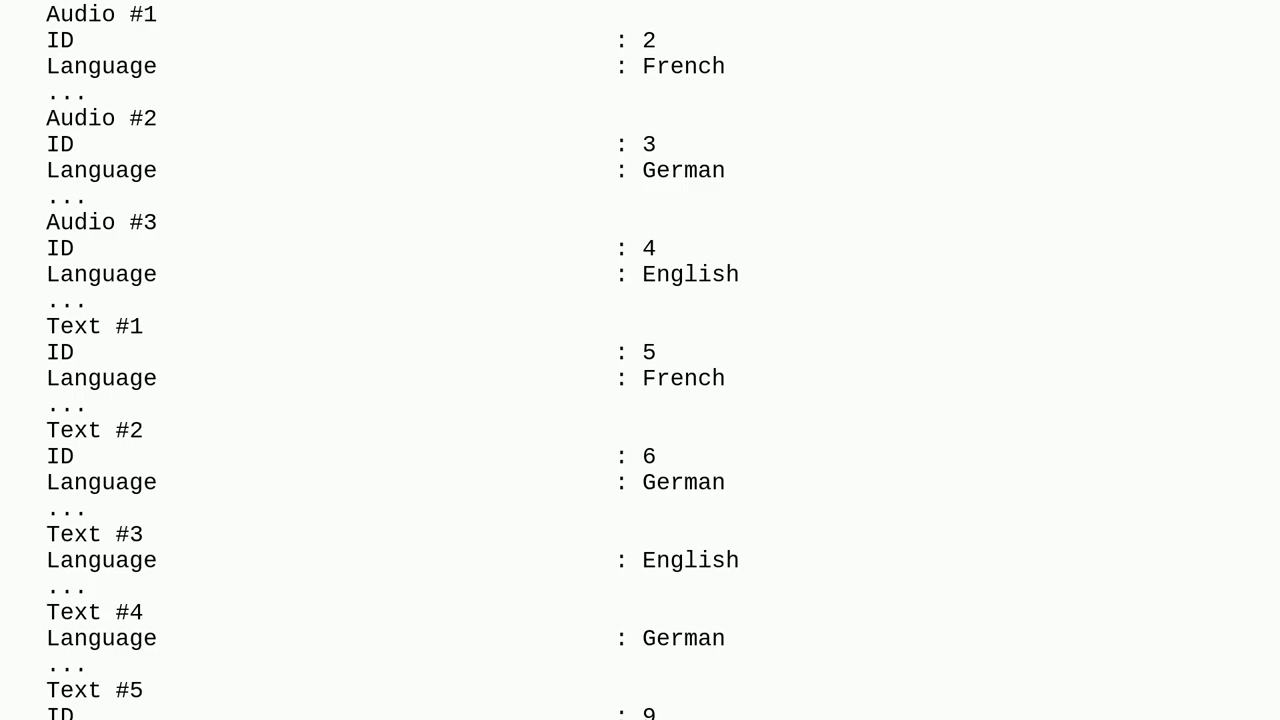 Audio #1
ID : 2
Language : French
...
Audio #2
ID : 3
Language : German
...
Audio #3
ID : 4
Language : English
...
Text #1
ID : 5
Language : French
...
Text #2
ID : 6
Language : German
...
Text #3
Language : English
...
Text #4
Language : German
...
Text #5
ID : 9